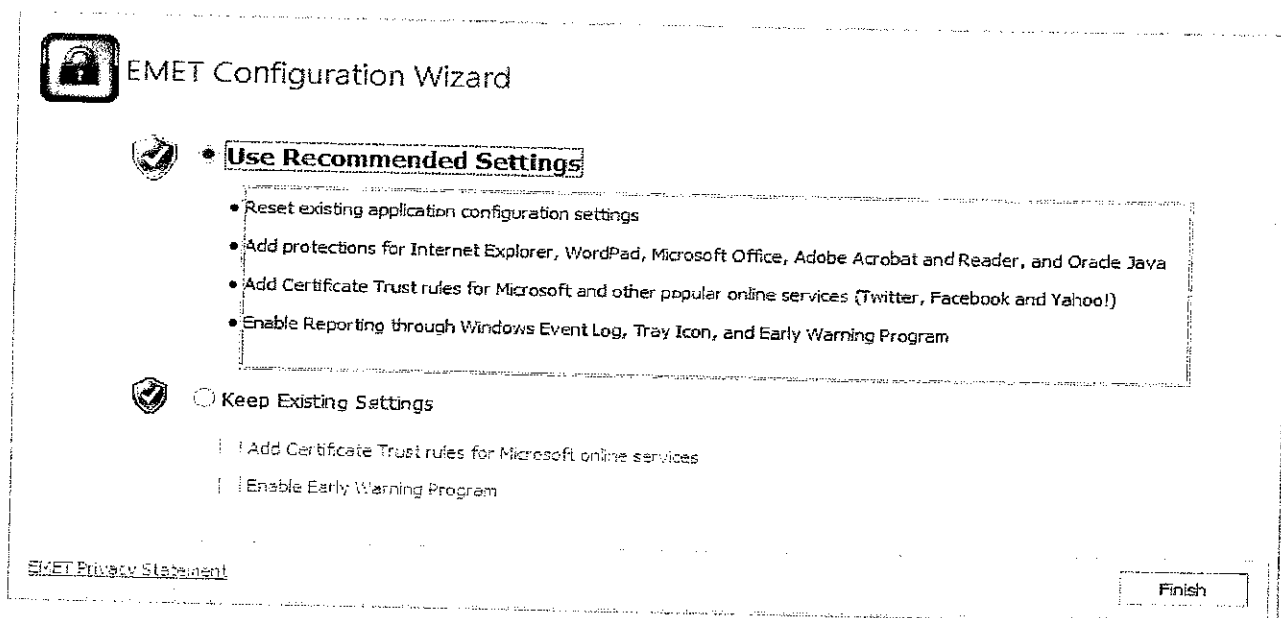 EMET Configuration Wizard
Use Recommended Settings
• Reset existing application configuration settings
• Add protections for Internet Explorer, WordPad, Microsoft Office, Adobe Acrobat and Reader, and Oracle Java
• Add Certificate Trust rules for Microsoft and other popular online services (Twitter, Facebook and Yahoo!)
• Enable Reporting through Windows Event Log, Tray Icon, and Early Warning Program
Keep Existing Settings
Add Certificate Trust rules for Microsoft online services
Enable Early Warning Program
EMET Privacy Statement
Finish